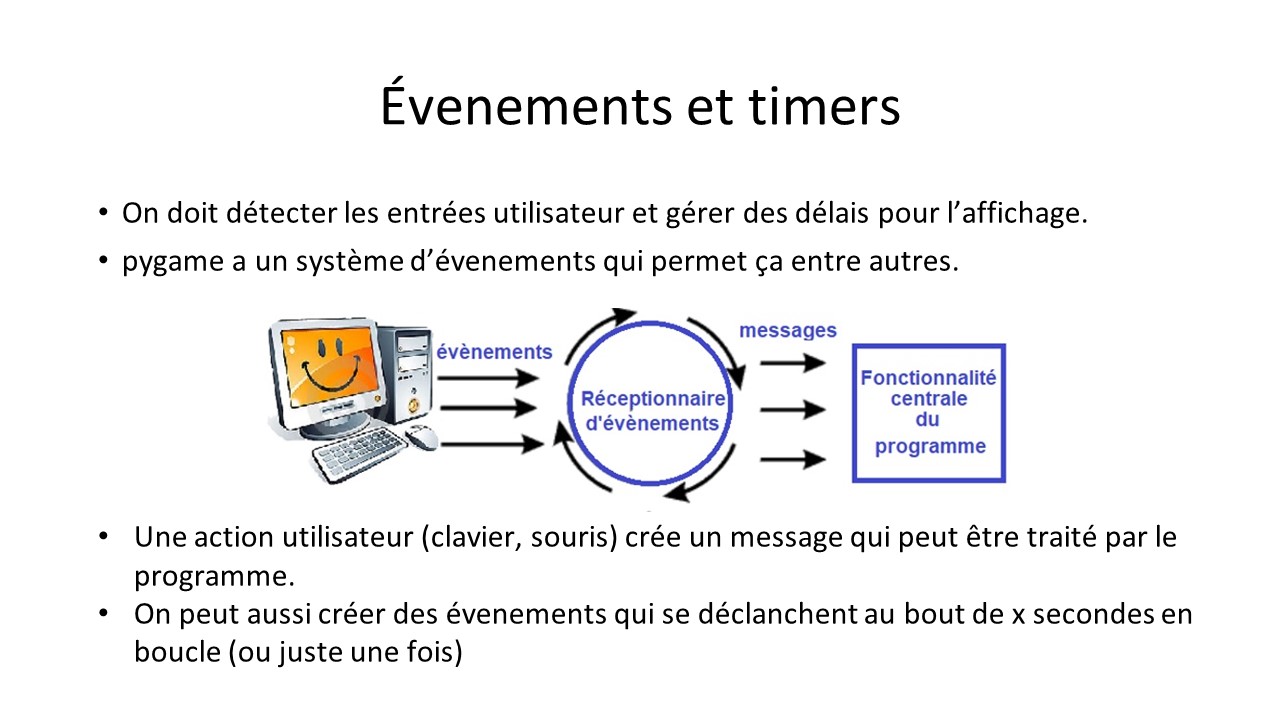 Évenements et timers
• On doit détecter les entrées utilisateur et gérer des délais pour l’affichage.
• pygame a un système d’évenements qui permet ça entre autres.
évènements
Réceptionnaire
d'évènements
messages
Fonctionnalité
centrale
du
programme
• Une action utilisateur (clavier, souris) crée un message qui peut être traité par le
programme.
• On peut aussi créer des évenements qui se déclanchent au bout de x secondes en
boucle (ou juste une fois)